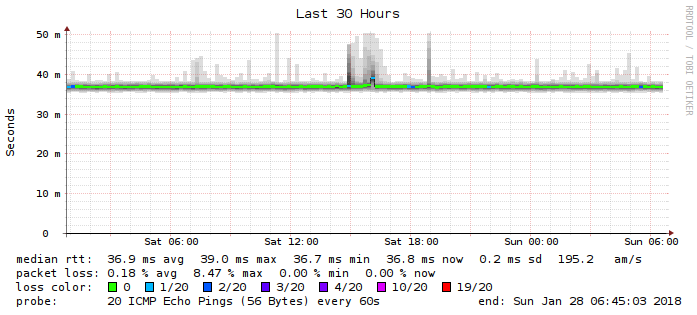 Last 30 Hours
RRDTOOL / TOBI OETIKER
Seconds
50 m
40 m
30 m
20 m
10 m
0
Sat 06:00 Sat 12:00 Sat 18:00 Sun 00:00 Sun 06:00
median rtt: 36.9 ms avg 39.0 ms max 36.7 ms min 36.8 ms now 0.2 ms sd 195.2 am/s
packet loss: 0.18 % avg 8.47 % max 0.00 % min 0.00 % now
loss color: 0 1/20 2/20 3/20 4/20 10/20 19/20
probe: 20 ICMP Echo Pings (56 Bytes) every 60s end: Sun Jan 28 06:45:03 2018